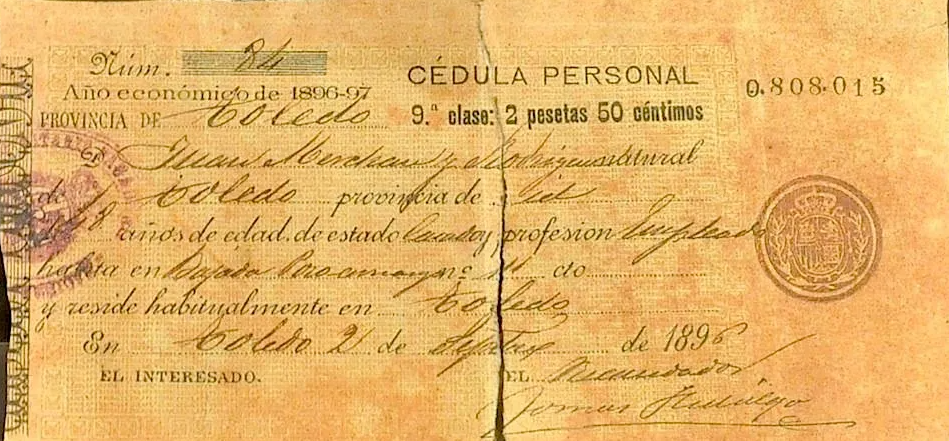 Núm. 84
CÉDULA PERSONAL
0.808.015
Año económico de 1896-97
PROVINCIA DE Toledo
9.ª clase: 2 pesetas 50 céntimos
D Juan Merchan y Rodriguez natural
de Toledo provincia de id
de 48 años de edad, de estado Casado y profesion Empleado
habita en Bajada n.º 11 cto
y reside habitualmente en Toledo
En Toledo 2 de Septbre de 1896
EL INTERESADO.
EL Recaudador
Tomas Hidalgo